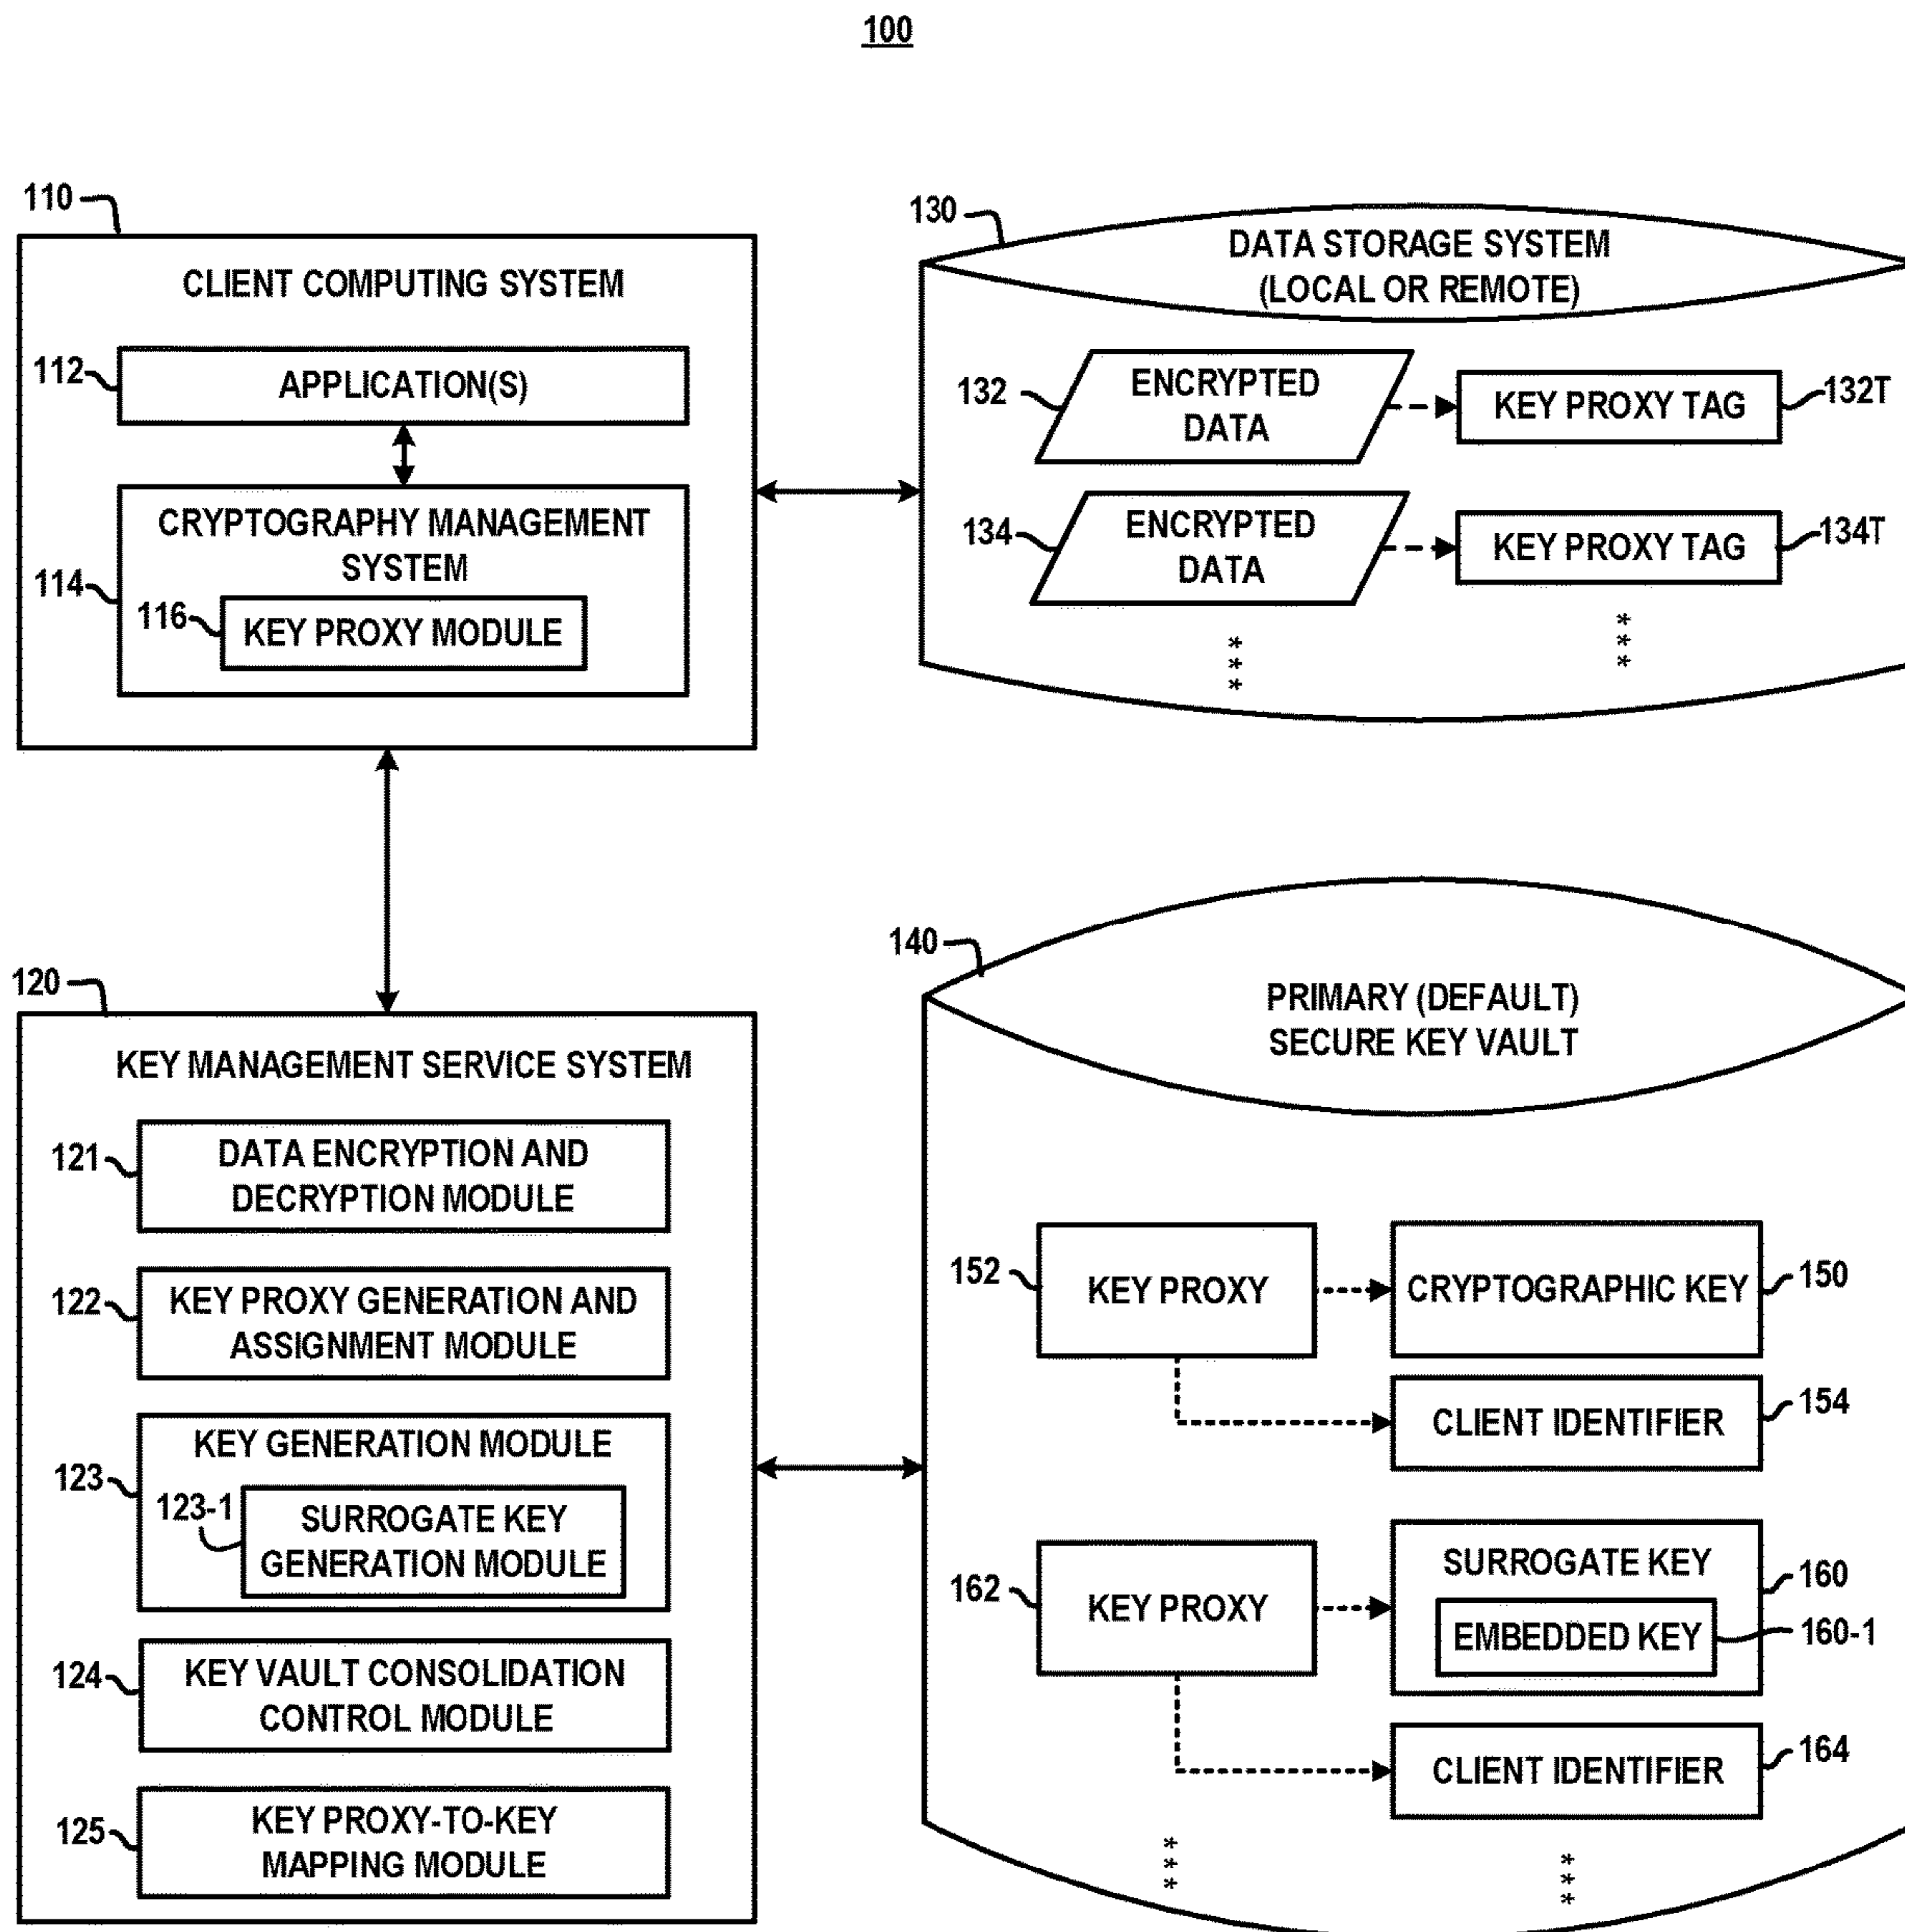 100
110
CLIENT COMPUTING SYSTEM
112
APPLICATION(S)
CRYPTOGRAPHY MANAGEMENT
SYSTEM
114
116
KEY PROXY MODULE
130
DATA STORAGE SYSTEM
(LOCAL OR REMOTE)
132
ENCRYPTED
DATA
KEY PROXY TAG
132T
134
ENCRYPTED
DATA
KEY PROXY TAG
134T
***
***
120
KEY MANAGEMENT SERVICE SYSTEM
121
DATA ENCRYPTION AND
DECRYPTION MODULE
122
KEY PROXY GENERATION AND
ASSIGNMENT MODULE
KEY GENERATION MODULE
123
123-1
SURROGATE KEY
GENERATION MODULE
124
KEY VAULT CONSOLIDATION
CONTROL MODULE
125
KEY PROXY-TO-KEY
MAPPING MODULE
140
PRIMARY (DEFAULT)
SECURE KEY VAULT
152
KEY PROXY
CRYPTOGRAPHIC KEY
150
CLIENT IDENTIFIER
154
162
KEY PROXY
SURROGATE KEY
160
EMBEDDED KEY
160-1
CLIENT IDENTIFIER
164
***
***